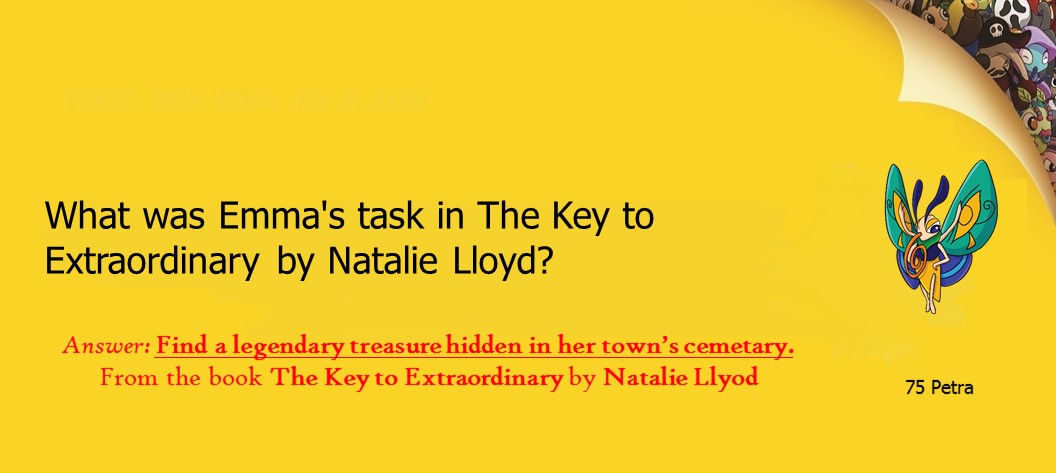 What was Emma's task in The Key to
Extraordinary by Natalie Lloyd?
Answer: Find a legendary treasure hidden in her town's cemetary.
From the book The Key to Extraordinary by Natalie Llyod
75 Petra